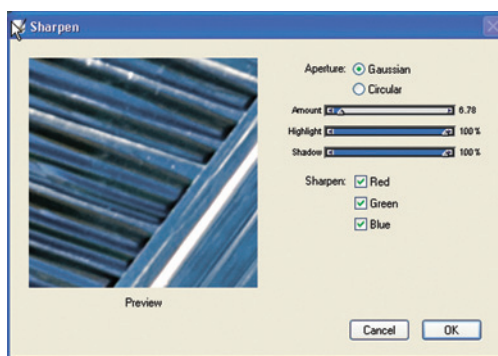 Sharpen
Aperture: Gaussian
Circular
Amount 6.78
Highlight 100%
Shadow 100%
Sharpen: Red
Green
Blue
Preview
Cancel OK